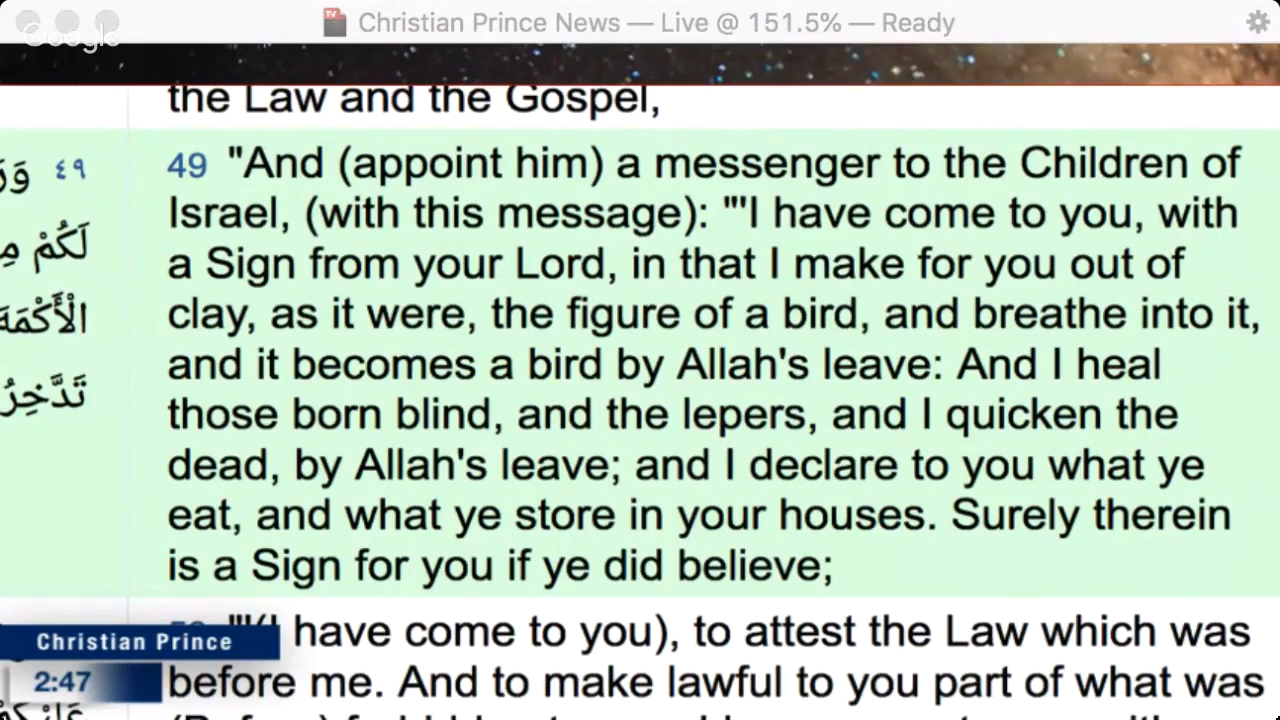 Christian Prince News — Live @ 151.5% — Ready
Google
the Law and the Gospel,
49 "And (appoint him) a messenger to the Children of
Israel, (with this message): "'I have come to you, with
a Sign from your Lord, in that I make for you out of
clay, as it were, the figure of a bird, and breathe into it,
and it becomes a bird by Allah's leave: And I heal
those born blind, and the lepers, and I quicken the
dead, by Allah's leave; and I declare to you what ye
eat, and what ye store in your houses. Surely therein
is a Sign for you if ye did believe;
have come to you), to attest the Law which was
before me. And to make lawful to you part of what was
٤٩
لَكُمْ
الْأَكْمَهَ
تَدَّخِرُ
Christian Prince
2:47